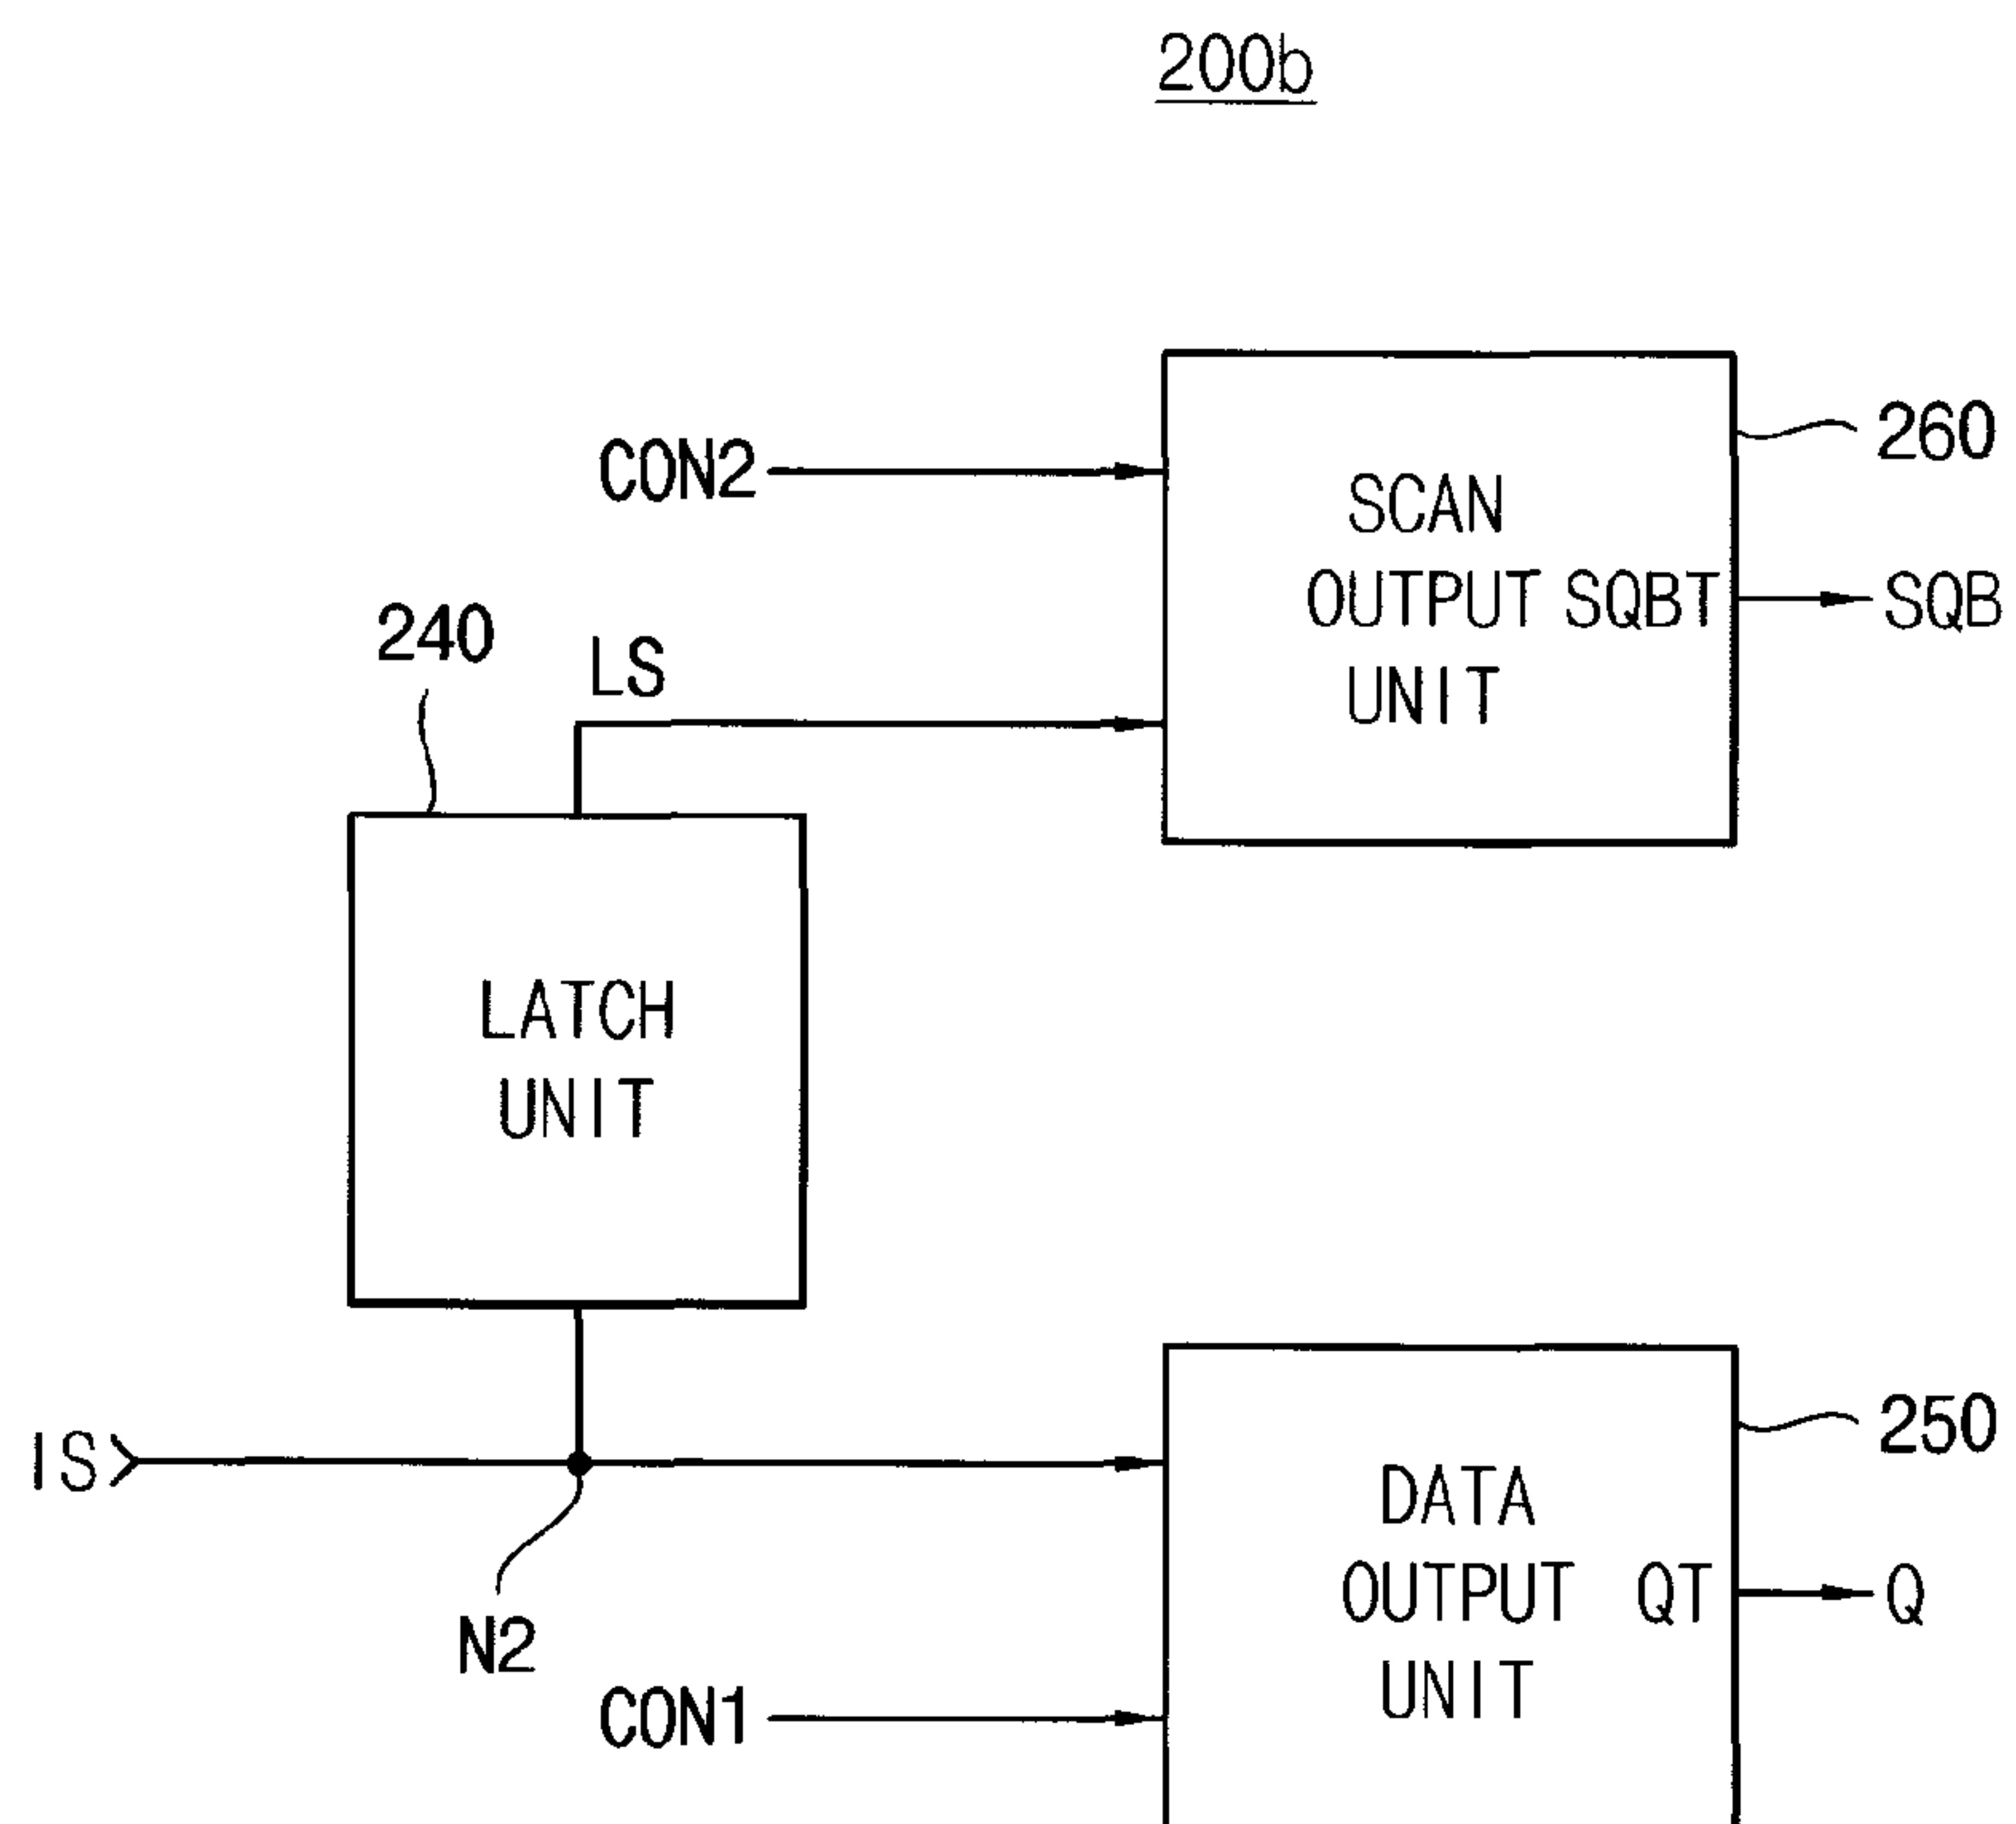 200b
CON2
260
SCAN
OUTPUT SQBT
UNIT
SQB
240
LS
LATCH
UNIT
IS
N2
CON1
250
DATA
OUTPUT QT
UNIT
Q